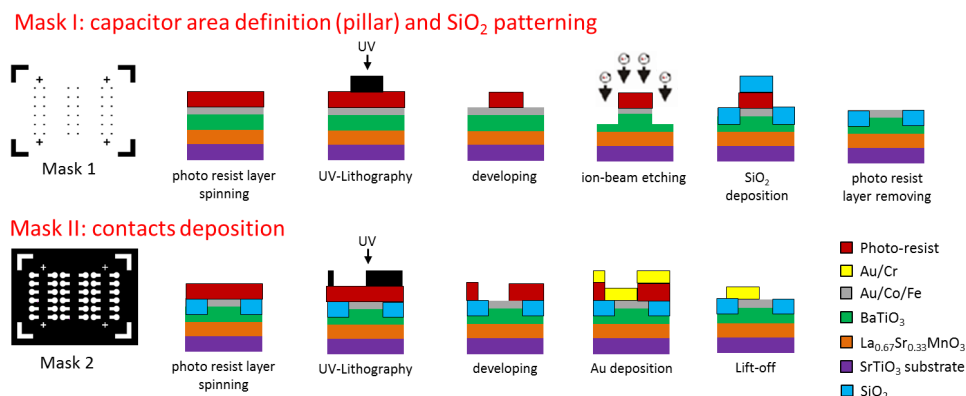 Mask I: capacitor area definition (pillar) and SiO₂ patterning
UV
Mask 1
photo resist layer
spinning
UV-Lithography
developing
ion-beam etching
SiO₂
deposition
photo resist
layer removing
Mask II: contacts deposition
UV
Mask 2
photo resist layer
spinning
UV-Lithography
developing
Au deposition
Lift-off
Photo-resist
Au/Cr
Au/Co/Fe
BaTiO₃
La₀.₆₇Sr₀.₃₃MnO₃
SrTiO₃ substrate
SiO₂